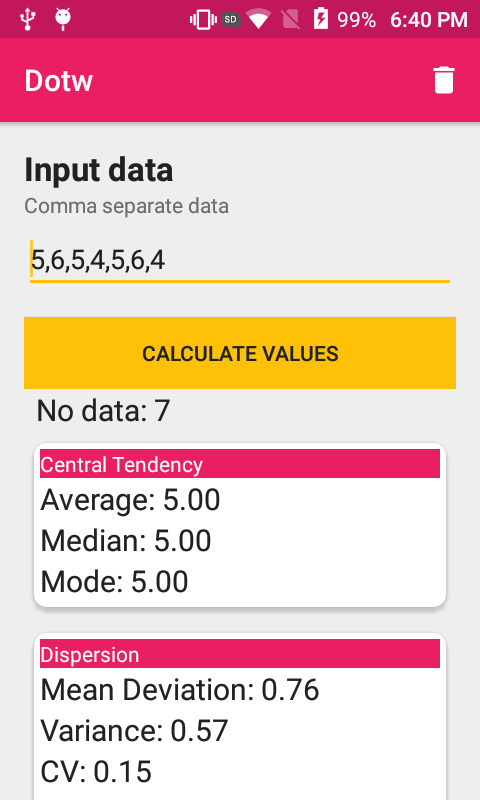 SD 99% 6:40 PM
Dotw
Input data
Comma separate data
5,6,5,4,5,6,4
CALCULATE VALUES
No data: 7
Central Tendency
Average: 5.00
Median: 5.00
Mode: 5.00
Dispersion
Mean Deviation: 0.76
Variance: 0.57
CV: 0.15